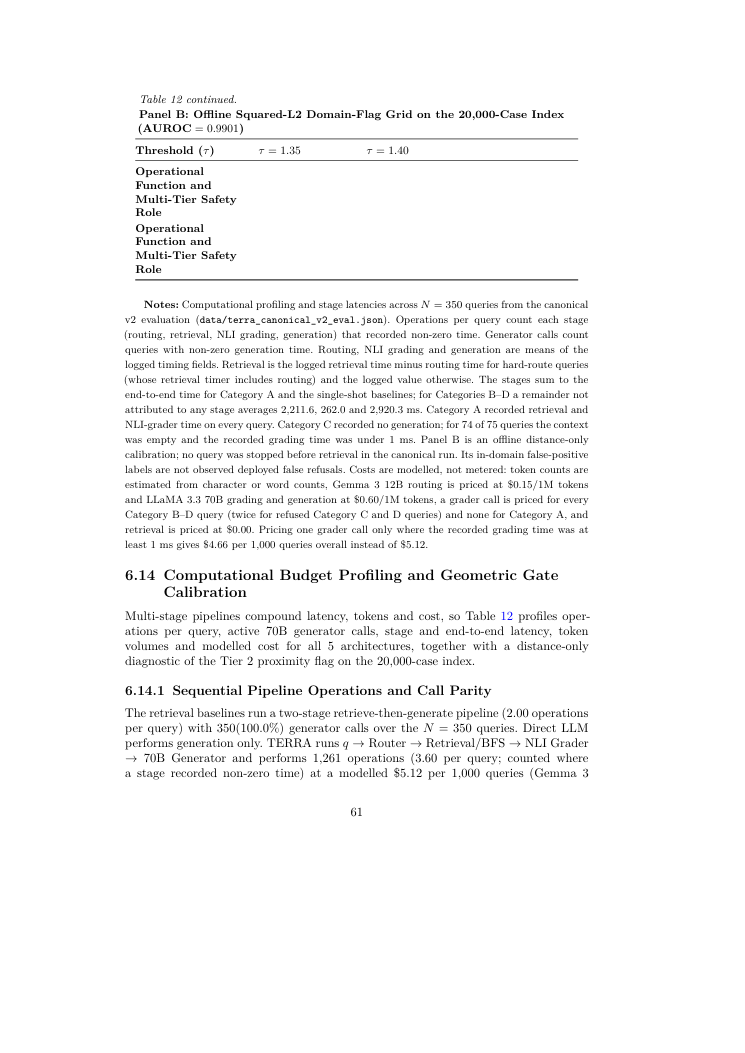 Table 12 continued.
Panel B: Offline Squared-L2 Domain-Flag Grid on the 20,000-Case Index
(AUROC = 0.9901)
Threshold (τ) τ = 1.35 τ = 1.40
Operational
Function and
Multi-Tier Safety
Role
Operational
Function and
Multi-Tier Safety
Role
Notes: Computational profiling and stage latencies across N = 350 queries from the canonical
v2 evaluation (data/terra_canonical_v2_eval.json). Operations per query count each stage
(routing, retrieval, NLI grading, generation) that recorded non-zero time. Generator calls count
queries with non-zero generation time. Routing, NLI grading and generation are means of the
logged timing fields. Retrieval is the logged retrieval time minus routing time for hard-route queries
(whose retrieval timer includes routing) and the logged value otherwise. The stages sum to the
end-to-end time for Category A and the single-shot baselines; for Categories B–D a remainder not
attributed to any stage averages 2,211.6, 262.0 and 2,920.3 ms. Category A recorded retrieval and
NLI-grader time on every query. Category C recorded no generation; for 74 of 75 queries the context
was empty and the recorded grading time was under 1 ms. Panel B is an offline distance-only
calibration; no query was stopped before retrieval in the canonical run. Its in-domain false-positive
labels are not observed deployed false refusals. Costs are modelled, not metered: token counts are
estimated from character or word counts, Gemma 3 12B routing is priced at $0.15/1M tokens
and LLaMA 3.3 70B grading and generation at $0.60/1M tokens, a grader call is priced for every
Category B–D query (twice for refused Category C and D queries) and none for Category A, and
retrieval is priced at $0.00. Pricing one grader call only where the recorded grading time was at
least 1 ms gives $4.66 per 1,000 queries overall instead of $5.12.
6.14 Computational Budget Profiling and Geometric Gate
Calibration
Multi-stage pipelines compound latency, tokens and cost, so Table 12 profiles oper-
ations per query, active 70B generator calls, stage and end-to-end latency, token
volumes and modelled cost for all 5 architectures, together with a distance-only
diagnostic of the Tier 2 proximity flag on the 20,000-case index.
6.14.1 Sequential Pipeline Operations and Call Parity
The retrieval baselines run a two-stage retrieve-then-generate pipeline (2.00 operations
per query) with 350(100.0%) generator calls over the N = 350 queries. Direct LLM
performs generation only. TERRA runs q → Router → Retrieval/BFS → NLI Grader
→ 70B Generator and performs 1,261 operations (3.60 per query; counted where
a stage recorded non-zero time) at a modelled $5.12 per 1,000 queries (Gemma 3
61